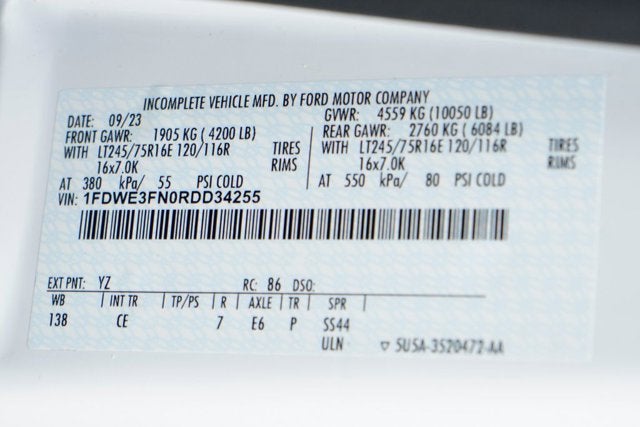 INCOMPLETE VEHICLE MFD. BY FORD MOTOR COMPANY
DATE: 09/23 GVWR: 4559 KG (10050 LB)
FRONT GAWR: 1905 KG ( 4200 LB) REAR GAWR: 2760 KG ( 6084 LB)
WITH LT245/75R16E 120/116R TIRES WITH LT245/75R16E 120/116R TIRES
16x7.0K RIMS 16x7.0K RIMS
AT 380 kPa/ 55 PSI COLD AT 550 kPa/ 80 PSI COLD
VIN: 1FDWE3FN0RDD34255
EXT PNT: YZ RC: 86 DSO:
WB | INT TR | TP/PS | R | AXLE | TR | SPR |
138 CE 7 E6 P SS44
ULN ▽ 5U5A-3520472-AA